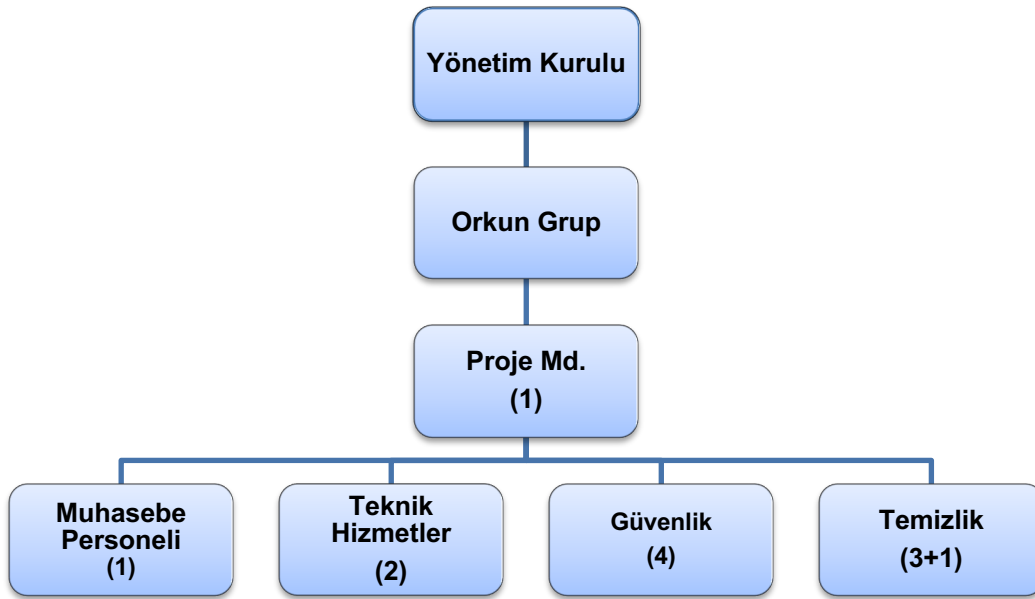 Yönetim Kurulu
Orkun Grup
Proje Md.
(1)
Muhasebe
Personeli
(1)
Teknik
Hizmetler
(2)
Güvenlik
(4)
Temizlik
(3+1)